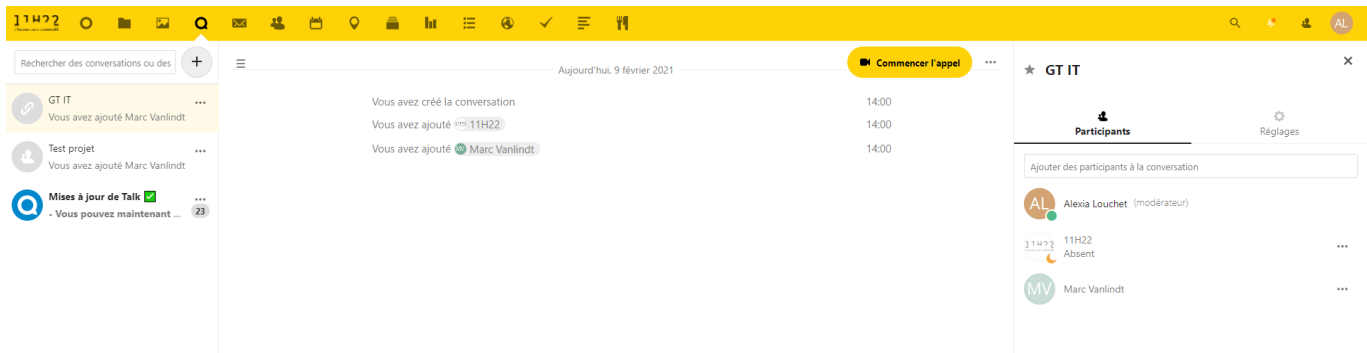 11H22
AL
Rechercher des conversations ou des
+
GT IT
Vous avez ajouté Marc Vanlindt
Test projet
Vous avez ajouté Marc Vanlindt
Mises à jour de Talk ✅
- Vous pouvez maintenant ...
23
Aujourd'hui, 9 février 2021
Commencer l'appel
Vous avez créé la conversation 14:00
Vous avez ajouté 11H22 14:00
Vous avez ajouté MV Marc Vanlindt 14:00
GT IT
Participants
Réglages
Ajouter des participants à la conversation
AL Alexia Louchet (modérateur)
11H22 11H22
Absent
MV Marc Vanlindt